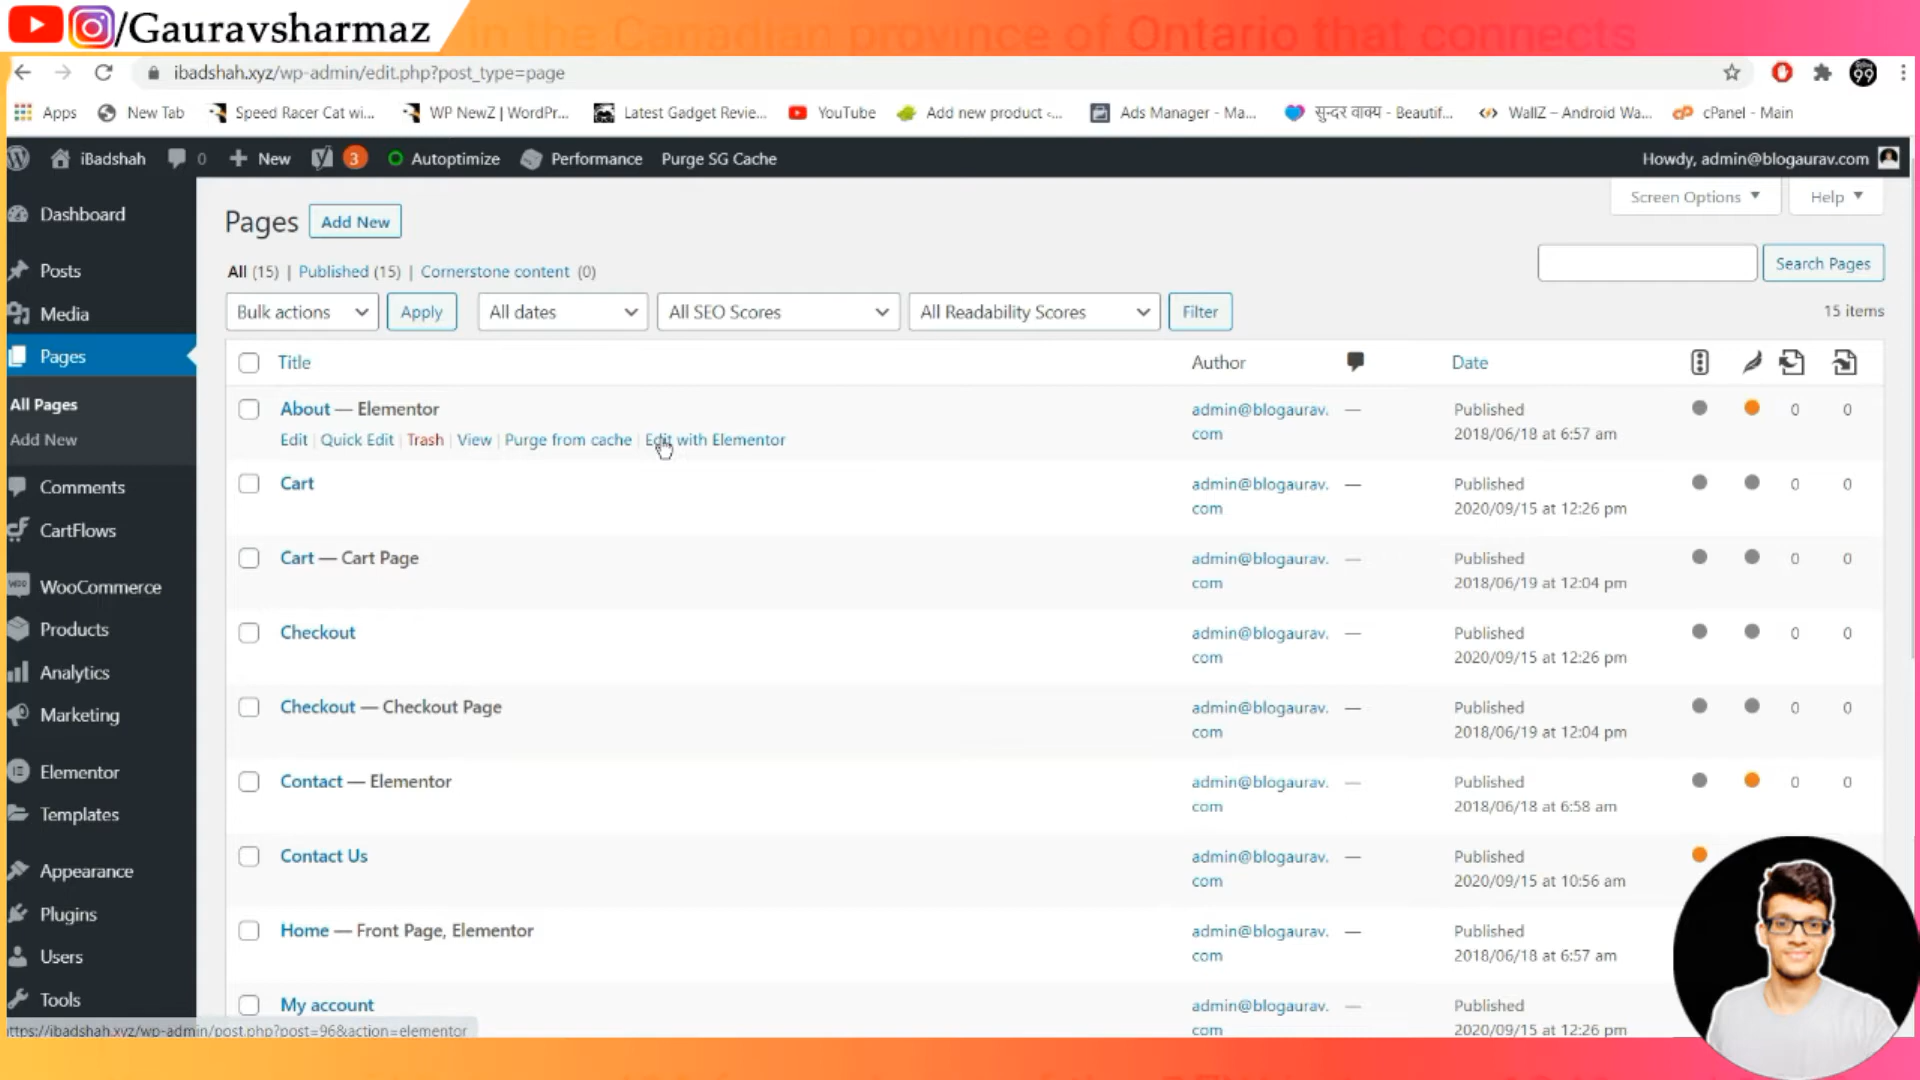 /Gauravsharmaz
in the Canadian province of Ontario that connects
ibadshah.xyz/wp-admin/edit.php?post_type=page
99
Apps New Tab Speed Racer Cat wi... WP NewZ | WordPr... Latest Gadget Revie... YouTube Add new product <... Ads Manager - Ma... सुन्दर वाक्य - Beautif... WallZ – Android Wa... cPanel - Main
iBadshah 0 New 3 Autoptimize Performance Purge SG Cache Howdy, admin@blogaurav.com
Dashboard
Posts
Media
Pages
All Pages
Add New
Comments
CartFlows
WooCommerce
Products
Analytics
Marketing
Elementor
Templates
Appearance
Plugins
Users
Tools
Screen Options Help
Pages Add New
All (15) | Published (15) | Cornerstone content (0)
Search Pages
Bulk actions Apply All dates All SEO Scores All Readability Scores Filter 15 items
Title Author Date
About — Elementor admin@blogaurav. — Published 0 0
com 2018/06/18 at 6:57 am
Edit | Quick Edit | Trash | View | Purge from cache | Edit with Elementor
Cart admin@blogaurav. — Published 0 0
com 2020/09/15 at 12:26 pm
Cart — Cart Page admin@blogaurav. — Published 0 0
com 2018/06/19 at 12:04 pm
Checkout admin@blogaurav. — Published 0 0
com 2020/09/15 at 12:26 pm
Checkout — Checkout Page admin@blogaurav. — Published 0 0
com 2018/06/19 at 12:04 pm
Contact — Elementor admin@blogaurav. — Published 0 0
com 2018/06/18 at 6:58 am
Contact Us admin@blogaurav. — Published
com 2020/09/15 at 10:56 am
Home — Front Page, Elementor admin@blogaurav. — Published
com 2018/06/18 at 6:57 am
My account admin@blogaurav. — Published
com 2020/09/15 at 12:26 pm
ttps://ibadshah.xyz/wp-admin/post.php?post=96&action=elementor